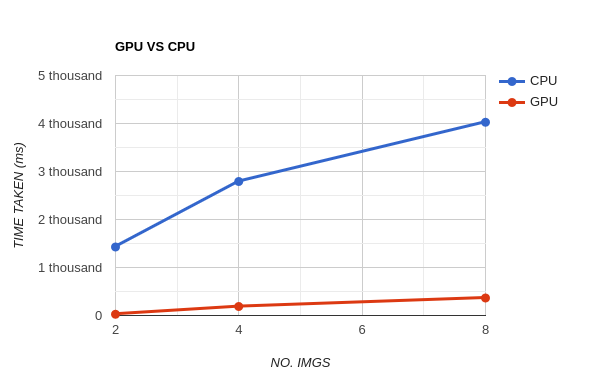 GPU VS CPU
5 thousand
4 thousand
3 thousand
2 thousand
1 thousand
0
TIME TAKEN (ms)
2 4 6 8
NO. IMGS
CPU
GPU